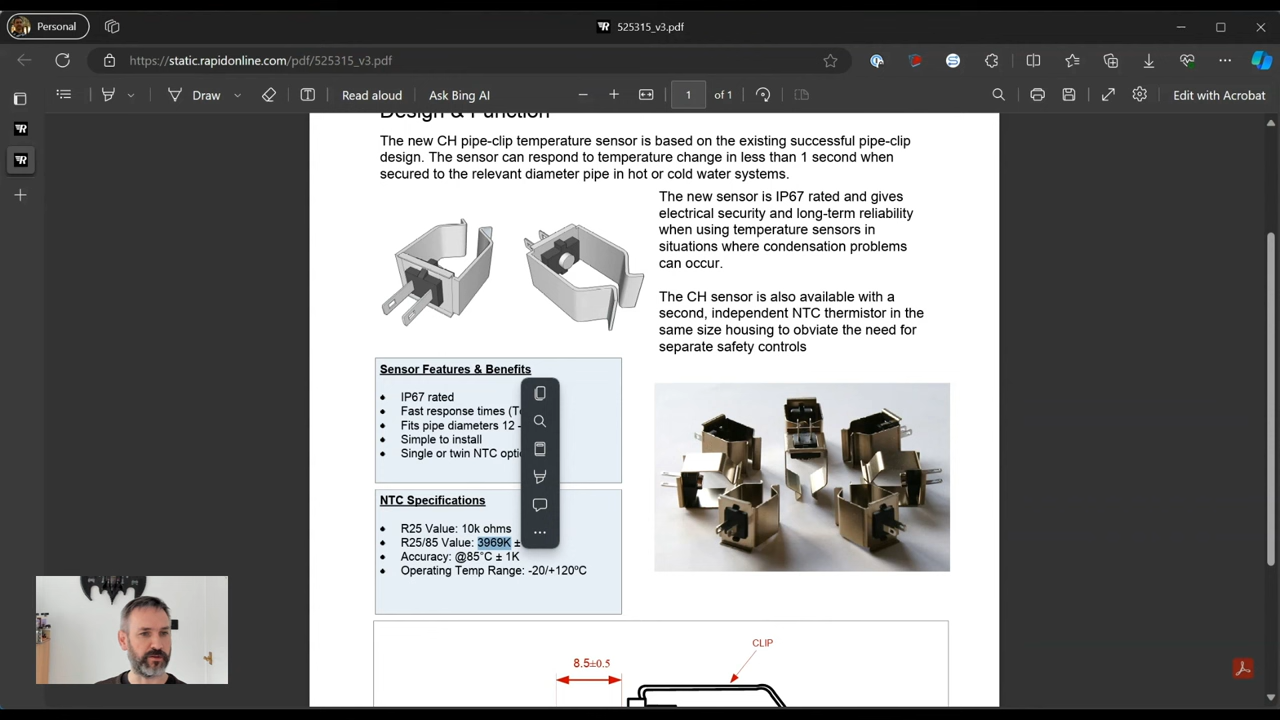 Personal
525315_v3.pdf
https://static.rapidonline.com/pdf/525315_v3.pdf
Draw
Read aloud
Ask Bing AI
1
of 1
Edit with Acrobat
Design & Function
The new CH pipe-clip temperature sensor is based on the existing successful pipe-clip
design. The sensor can respond to temperature change in less than 1 second when
secured to the relevant diameter pipe in hot or cold water systems.
The new sensor is IP67 rated and gives
electrical security and long-term reliability
when using temperature sensors in
situations where condensation problems
can occur.
The CH sensor is also available with a
second, independent NTC thermistor in the
same size housing to obviate the need for
separate safety controls
Sensor Features & Benefits
IP67 rated
Fast response times
Fits pipe diameters 12
Simple to install
Single or twin NTC
NTC Specifications
R25 Value: 10k ohms
R25/85 Value: 3969K ±
Accuracy: @85°C ± 1K
Operating Temp Range: -20/+120ºC
CLIP
8.5±0.5